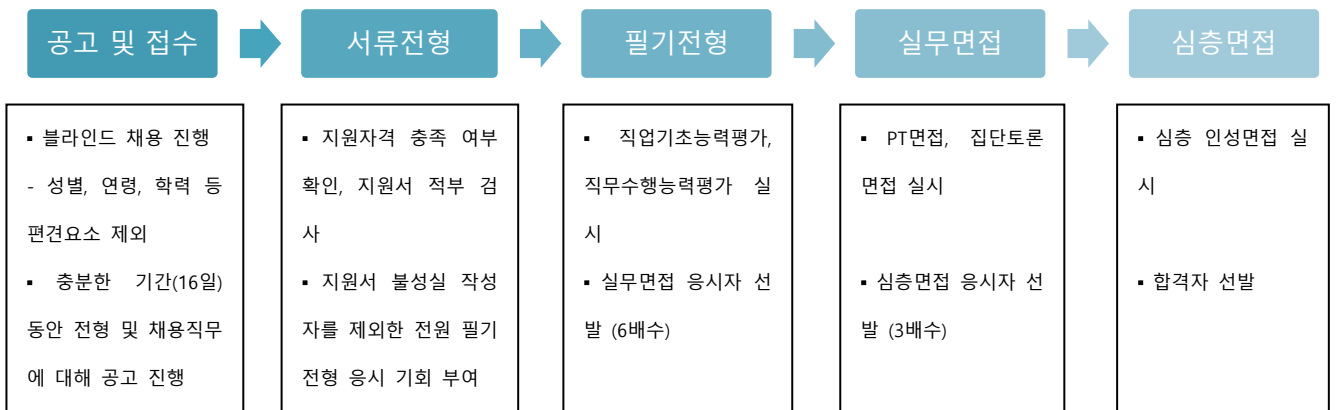 공고 및 접수
서류전형
필기전형
실무면접
심층면접
▪ 블라인드 채용 진행
- 성별, 연령, 학력 등
편견요소 제외
▪ 충분한 기간(16일)
동안 전형 및 채용직무
에 대해 공고 진행
▪ 지원자격 충족 여부
확인, 지원서 적부 검
사
▪ 지원서 불성실 작성
자를 제외한 전원 필기
전형 응시 기회 부여
▪ 직업기초능력평가,
직무수행능력평가 실
시
▪ 실무면접 응시자 선
발 (6배수)
▪ PT면접, 집단토론
면접 실시
▪ 심층면접 응시자 선
발 (3배수)
▪ 심층 인성면접 실
시
▪ 합격자 선발